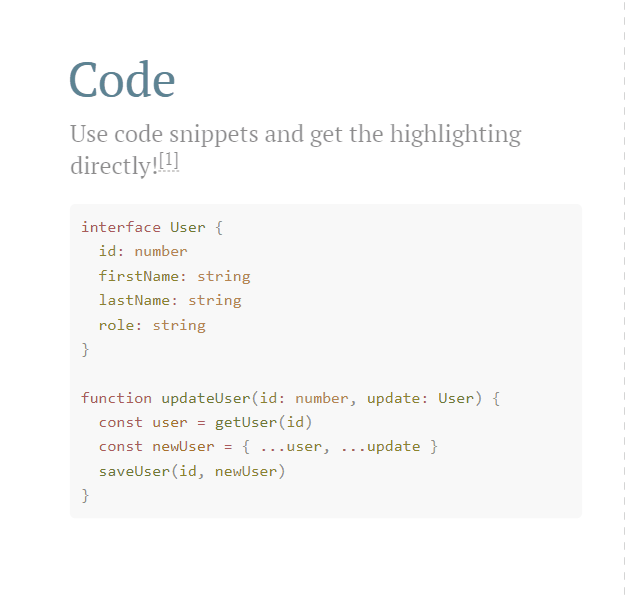 Code
Use code snippets and get the highlighting
directly![1]
interface User {
  id: number
  firstName: string
  lastName: string
  role: string
}

function updateUser(id: number, update: User) {
  const user = getUser(id)
  const newUser = { ...user, ...update }
  saveUser(id, newUser)
}